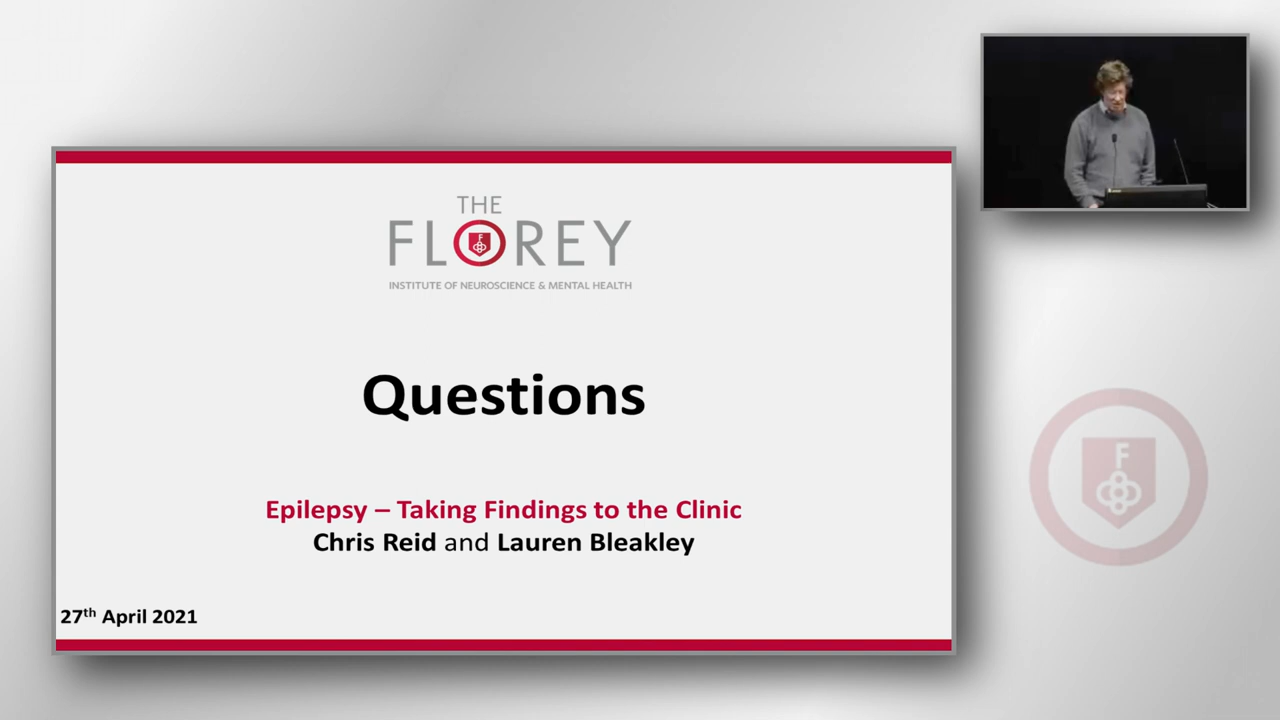 THE
FLOREY
INSTITUTE OF NEUROSCIENCE & MENTAL HEALTH
Questions
Epilepsy – Taking Findings to the Clinic
Chris Reid and Lauren Bleakley
27th April 2021
F